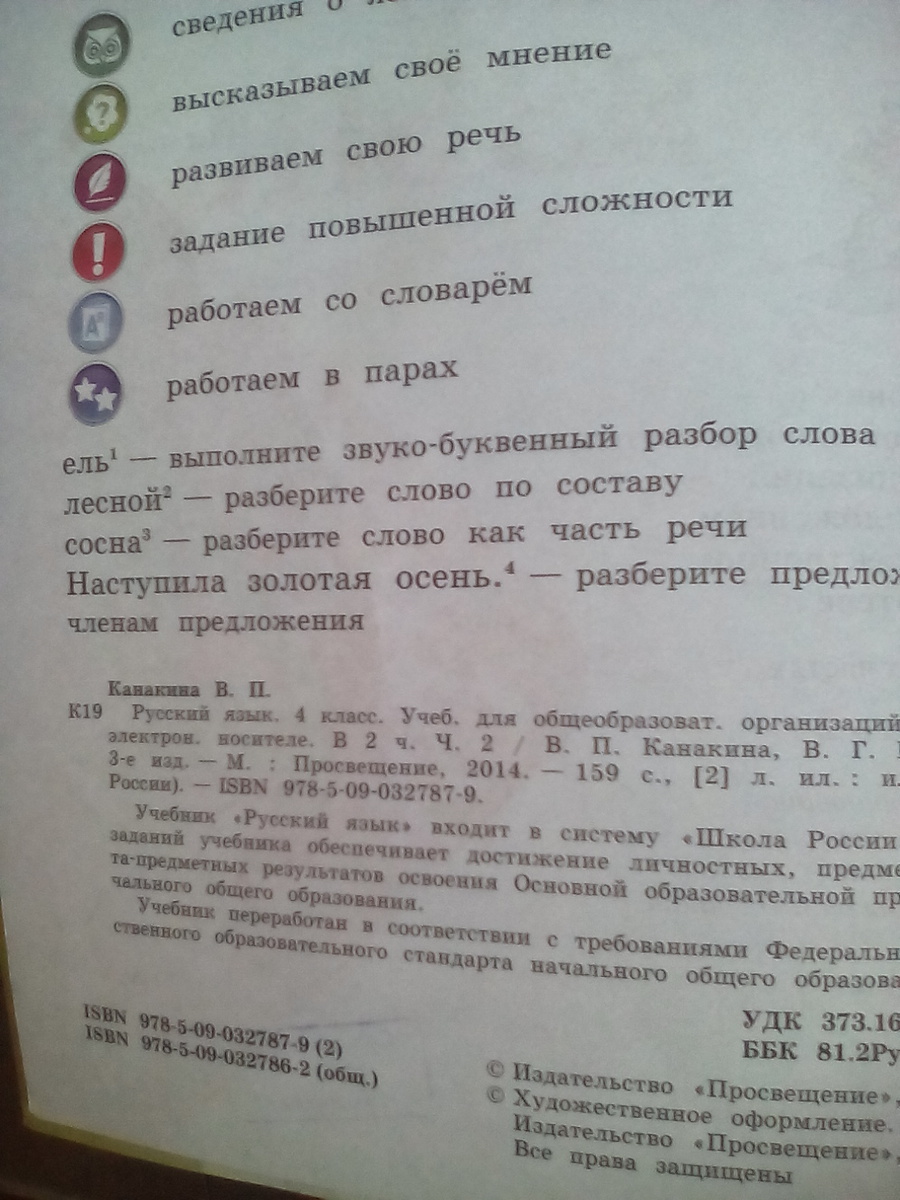 сведения о
высказываем своё мнение
развиваем свою речь
задание повышенной сложности
работаем со словарём
работаем в парах
ель¹ — выполните звуко-буквенный разбор слова
лесной² — разберите слово по составу
сосна³ — разберите слово как часть речи
Наступила золотая осень.⁴ — разберите предлож
членам предложения
Канакина В. П.
К19 Русский язык. 4 класс. Учеб. для общеобразоват. организаций
электрон. носителе. В 2 ч. Ч. 2 / В. П. Канакина, В. Г.
3-е изд. — М. : Просвещение, 2014. — 159 с., [2] л. ил. : и
России). — ISBN 978-5-09-032787-9.
Учебник «Русский язык» входит в систему «Школа России
заданий учебника обеспечивает достижение личностных, предме
та-предметных результатов освоения Основной образовательной пр
чального общего образования.
Учебник переработан в соответствии с требованиями Федеральн
ственного образовательного стандарта начального общего образова
УДК 373.16
ББК 81.2Ру
ISBN 978-5-09-032787-9 (2)
ISBN 978-5-09-032786-2 (общ.)
© Издательство «Просвещение»,
© Художественное оформление.
Издательство «Просвещение»,
Все права защищены